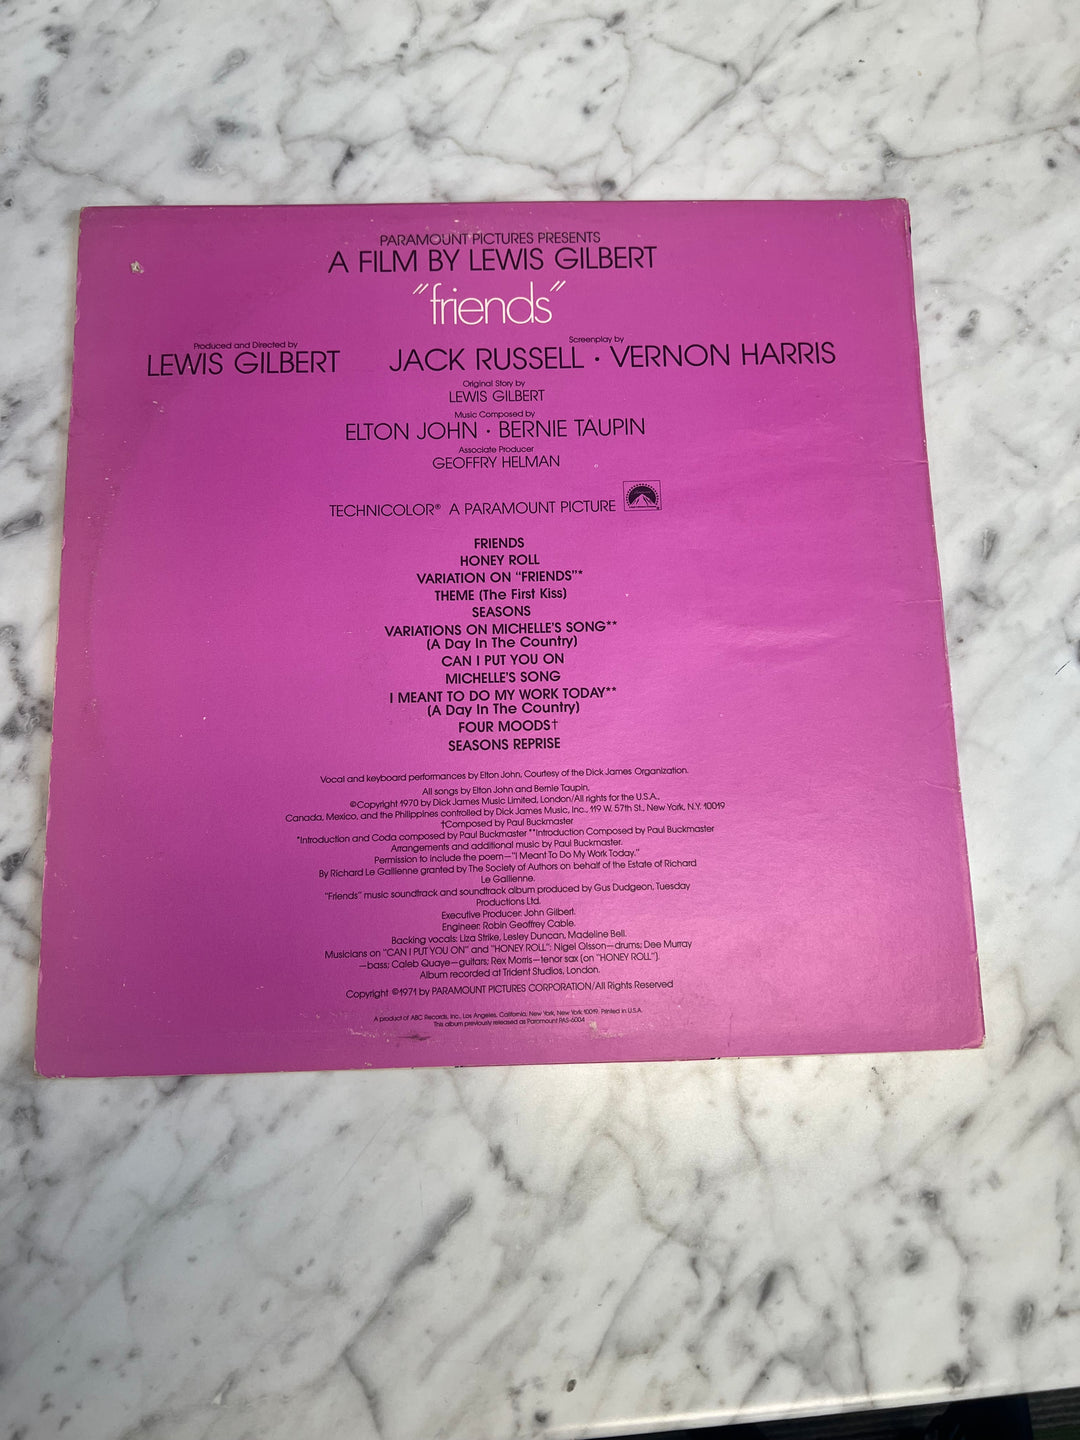 PARAMOUNT PICTURES PRESENTS
A FILM BY LEWIS GILBERT
"friends"
Produced and Directed by
LEWIS GILBERT
Screenplay by
JACK RUSSELL · VERNON HARRIS
Original Story by
LEWIS GILBERT
Music Composed by
ELTON JOHN · BERNIE TAUPIN
Associate Producer
GEOFFRY HELMAN
TECHNICOLOR® A PARAMOUNT PICTURE
FRIENDS
HONEY ROLL
VARIATION ON "FRIENDS"*
THEME (The First Kiss)
SEASONS
VARIATIONS ON MICHELLE'S SONG**
(A Day In The Country)
CAN I PUT YOU ON
MICHELLE'S SONG
I MEANT TO DO MY WORK TODAY**
(A Day In The Country)
FOUR MOODS†
SEASONS REPRISE
Vocal and keyboard performances by Elton John, Courtesy of the Dick James Organization.
All songs by Elton John and Bernie Taupin,
©Copyright 1970 by Dick James Music Limited, London/All rights for the U.S.A.,
Canada, Mexico, and the Philippines controlled by Dick James Music, Inc., 119 W. 57th St., New York, N.Y. 10019
†Composed by Paul Buckmaster
*Introduction and Coda composed by Paul Buckmaster **Introduction Composed by Paul Buckmaster
Arrangements and additional music by Paul Buckmaster.
Permission to include the poem—"I Meant To Do My Work Today,"
By Richard Le Gallienne granted by The Society of Authors on behalf of the Estate of Richard
Le Gallienne.
"Friends" music soundtrack and soundtrack album produced by Gus Dudgeon, Tuesday
Productions Ltd.
Executive Producer: John Gilbert.
Engineer: Robin Geoffrey Cable.
Backing vocals: Liza Strike, Lesley Duncan, Madeline Bell.
Musicians on "CAN I PUT YOU ON" and "HONEY ROLL": Nigel Olsson—drums; Dee Murray
—bass; Caleb Quaye—guitars; Rex Morris—tenor sax (on "HONEY ROLL").
Album recorded at Trident Studios, London.
Copyright ©1971 by PARAMOUNT PICTURES CORPORATION/All Rights Reserved
A product of ABC Records, Inc., Los Angeles, California. New York, New York 10019. Printed in U.S.A.
This album previously released as Paramount PAS-6004